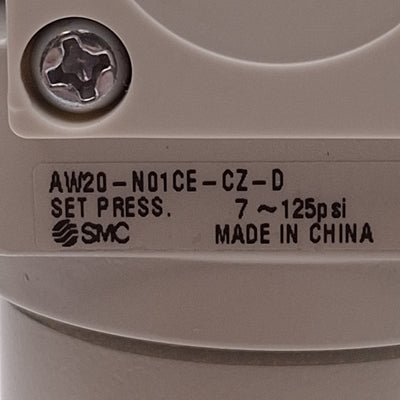 AW20-N01CE-CZ-D
SET PRESS. 7~125psi
SMC MADE IN CHINA